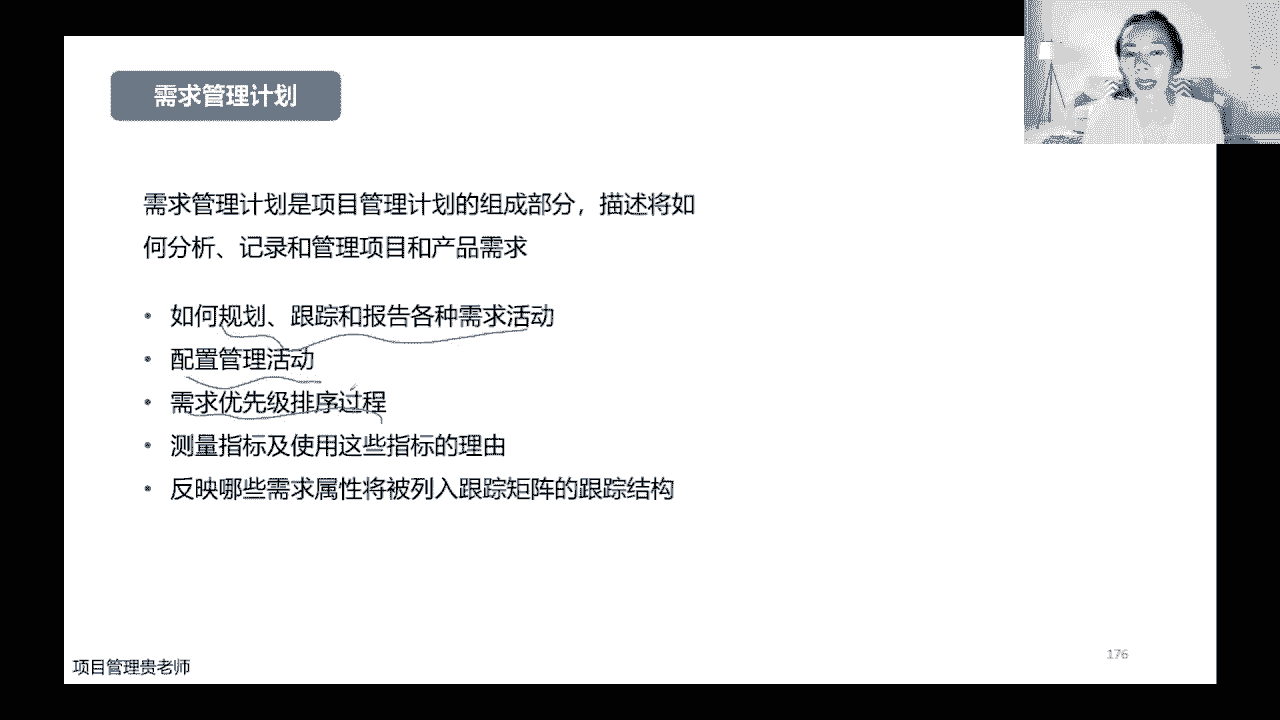 需求管理计划
需求管理计划是项目管理计划的组成部分，描述将如
何分析、记录和管理项目和产品需求
• 如何规划、跟踪和报告各种需求活动
• 配置管理活动
• 需求优先级排序过程
• 测量指标及使用这些指标的理由
• 反映哪些需求属性将被列入跟踪矩阵的跟踪结构
176
项目管理贵老师